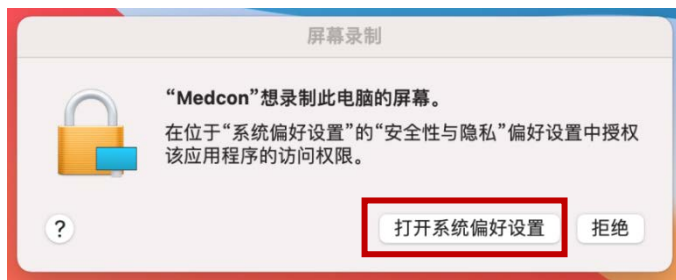 屏幕录制
“Medcon”想录制此电脑的屏幕。
在位于“系统偏好设置”的“安全性与隐私”偏好设置中授权
该应用程序的访问权限。
?
打开系统偏好设置
拒绝